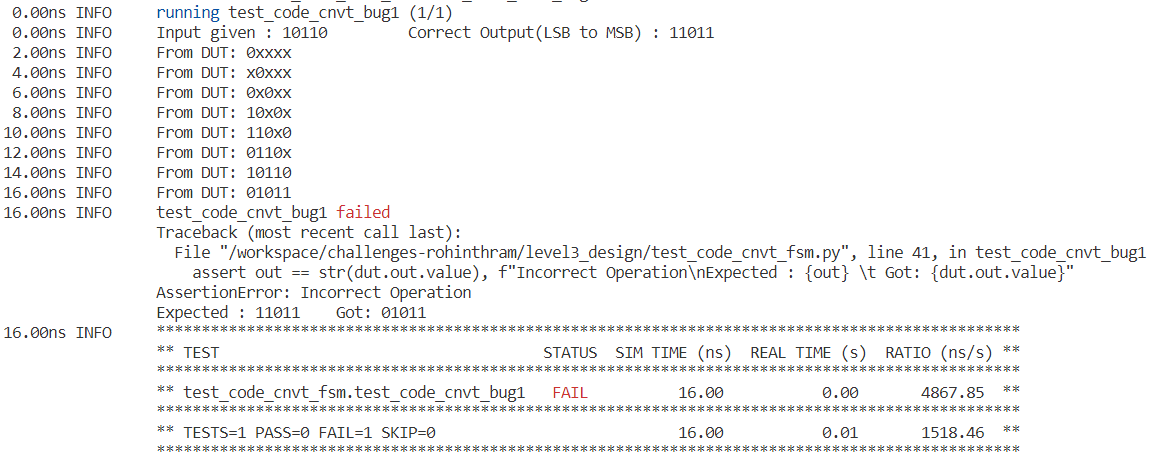 0.00ns INFO     running test_code_cnvt_bug1 (1/1)
0.00ns INFO     Input given : 10110         Correct Output(LSB to MSB) : 11011
2.00ns INFO     From DUT: 0xxxx
4.00ns INFO     From DUT: x0xxx
6.00ns INFO     From DUT: 0x0xx
8.00ns INFO     From DUT: 10x0x
10.00ns INFO     From DUT: 110x0
12.00ns INFO     From DUT: 0110x
14.00ns INFO     From DUT: 10110
16.00ns INFO     From DUT: 01011
16.00ns INFO     test_code_cnvt_bug1 failed
Traceback (most recent call last):
File "/workspace/challenges-rohinthram/level3_design/test_code_cnvt_fsm.py", line 41, in test_code_cnvt_bug1
assert out == str(dut.out.value), f"Incorrect Operation\nExpected : {out} \t Got: {dut.out.value}"
AssertionError: Incorrect Operation
Expected : 11011    Got: 01011
16.00ns INFO     ************************************************************************************************
** TEST                                    STATUS  SIM TIME (ns)  REAL TIME (s)  RATIO (ns/s) **
************************************************************************************************
** test_code_cnvt_fsm.test_code_cnvt_bug1   FAIL          16.00           0.00       4867.85  **
************************************************************************************************
** TESTS=1 PASS=0 FAIL=1 SKIP=0                           16.00           0.01       1518.46  **
************************************************************************************************